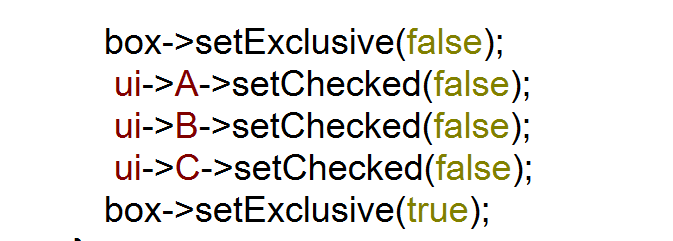 box->setExclusive(false);
ui->A->setChecked(false);
ui->B->setChecked(false);
ui->C->setChecked(false);
box->setExclusive(true);